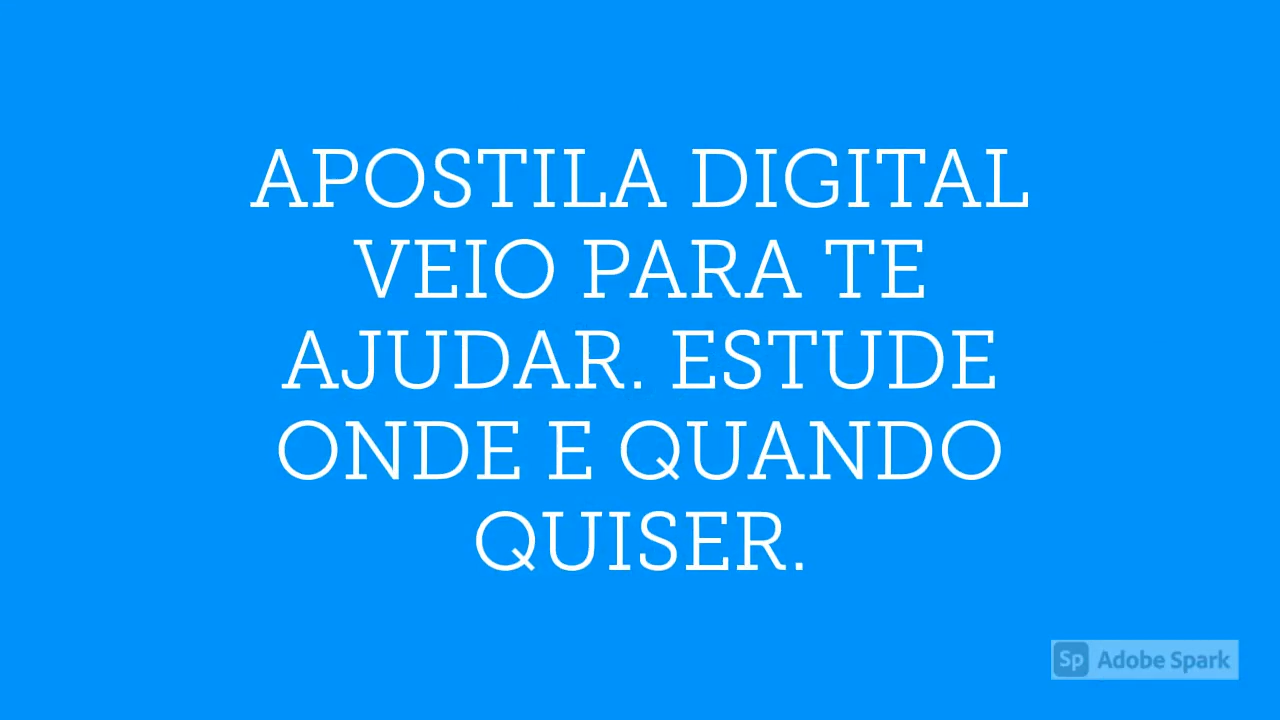 APOSTILA DIGITAL
VEIO PARA TE
AJUDAR. ESTUDE
ONDE E QUANDO
QUISER.
Sp Adobe Spark